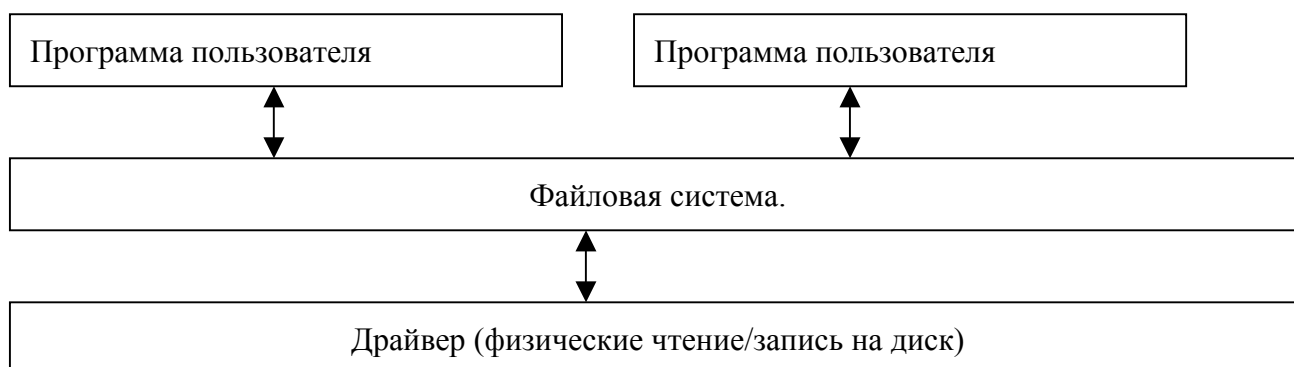 Программа пользователя
Программа пользователя
Файловая система.
Драйвер (физические чтение/запись на диск)